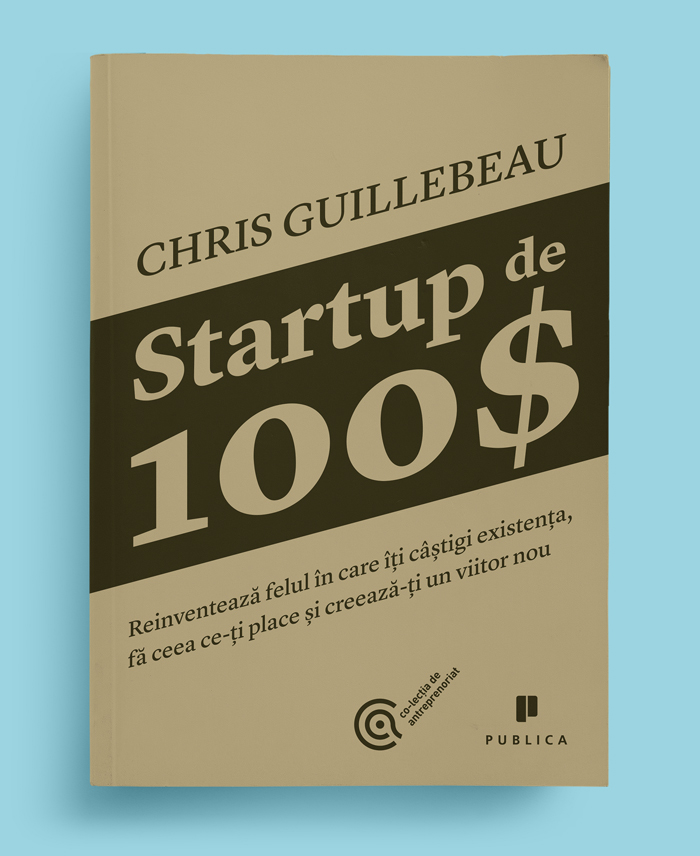 CHRIS GUILLEBEAU
Startup de
100$
Reinventează felul în care îți câștigi existența,
fă ceea ce-ți place și creează-ți un viitor nou
co-lecția de
antreprenoriat
PUBLICA